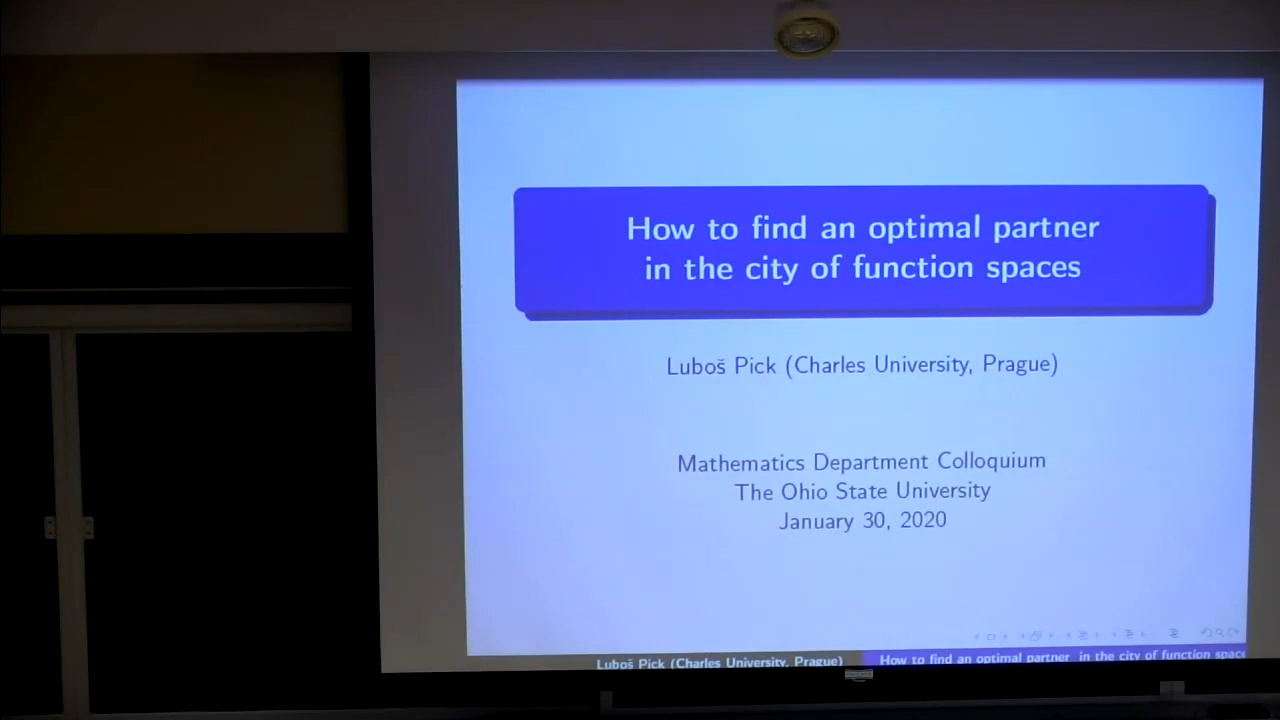 How to find an optimal partner
in the city of function spaces
Luboš Pick (Charles University, Prague)
Mathematics Department Colloquium
The Ohio State University
January 30, 2020
Luboš Pick (Charles University, Prague)
How to find an optimal partner in the city of function space